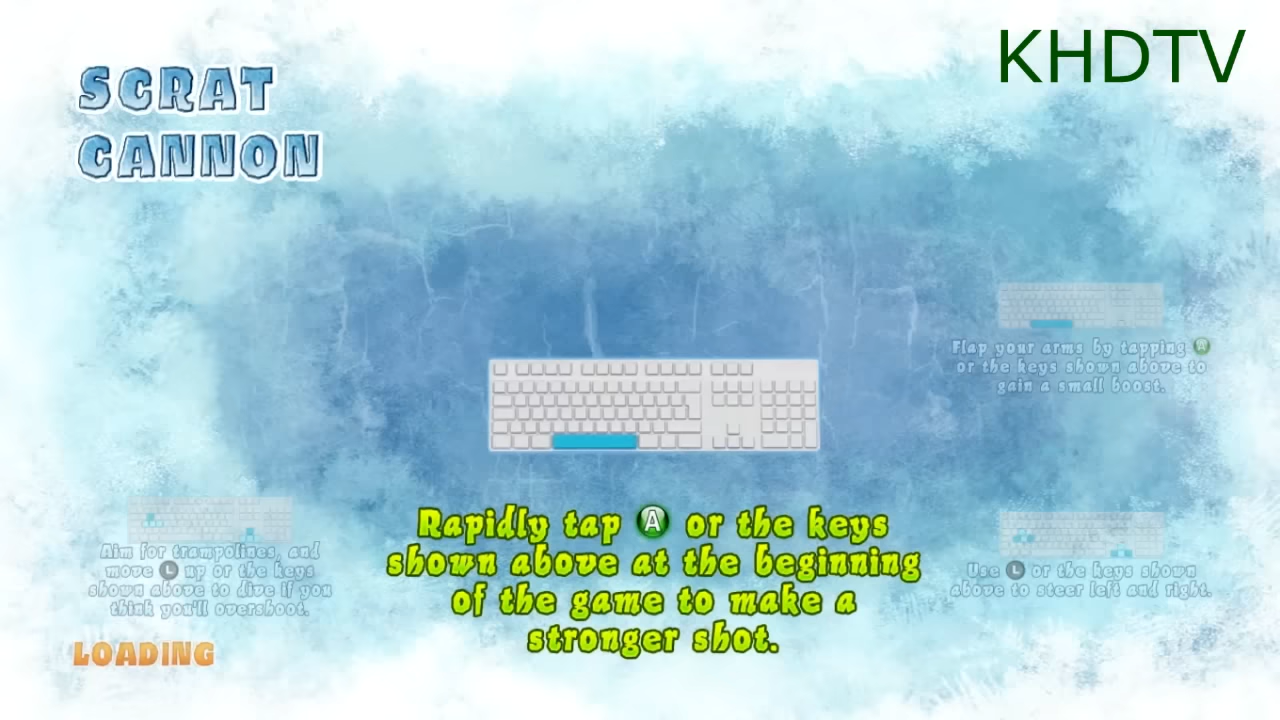 KHDTV
SCRAT
CANNON
Flap your arms by tapping A
or the keys shown above to
gain a small boost.
Rapidly tap A or the keys
shown above at the beginning
of the game to make a
stronger shot.
Aim for trampolines, and
move L up or the keys
shown above to dive if you
think you'll overshoot.
Use L or the keys shown
above to steer left and right.
LOADING